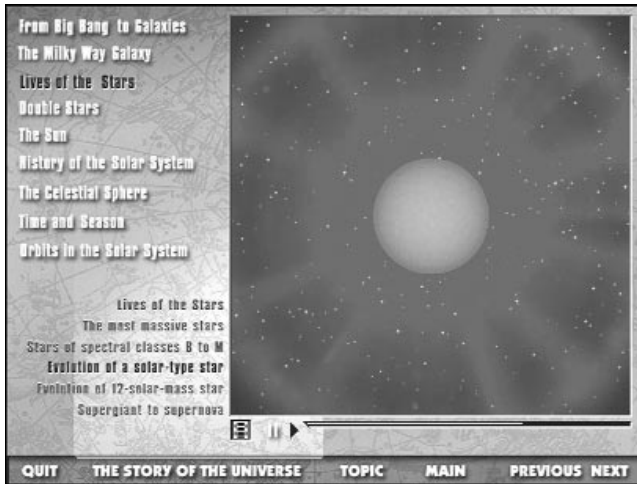 From Big Bang to Galaxies
The Milky Way Galaxy
Lives of the Stars
Double Stars
The Sun
History of the Solar System
The Celestial Sphere
Time and Season
Orbits in the Solar System
Lives of the Stars
The most massive stars
Stars of spectral classes B to M
Evolution of a solar-type star
Evolution of 12-solar-mass star
Supergiant to supernova
QUIT THE STORY OF THE UNIVERSE TOPIC MAIN PREVIOUS NEXT